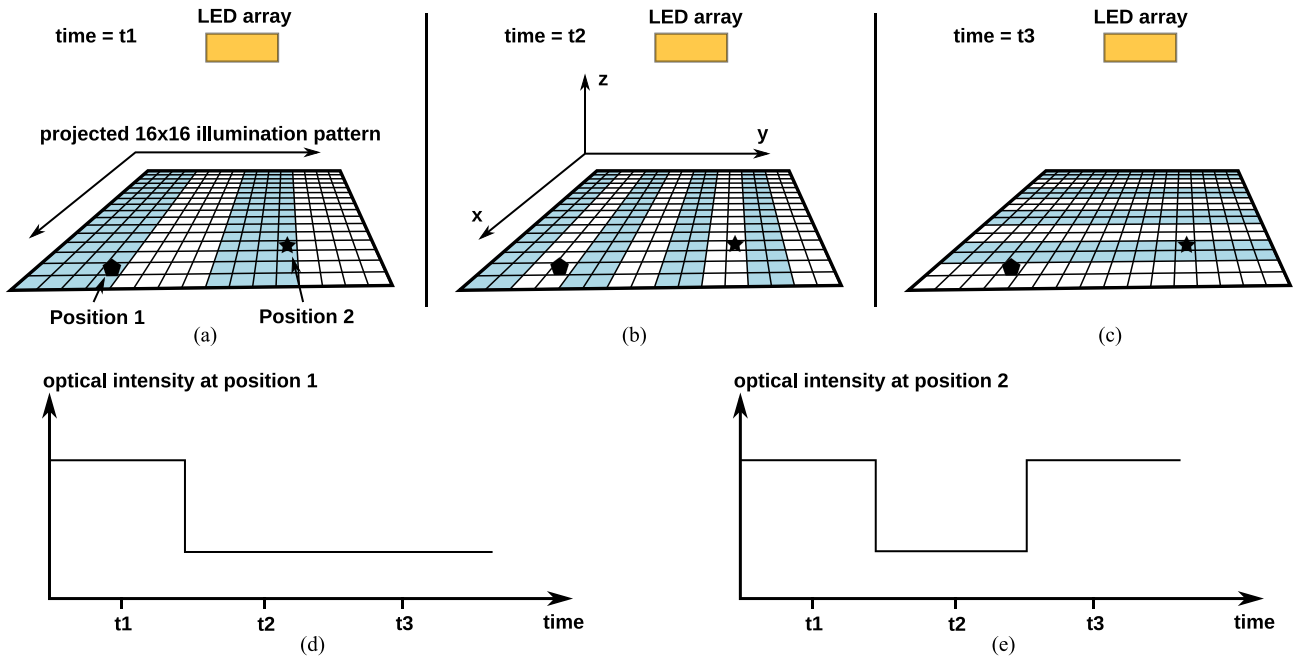 LED array
time = t1
projected 16x16 illumination pattern
Position 1
Position 2
(a)
LED array
time = t2
z
y
x
(b)
LED array
time = t3
(c)
optical intensity at position 1
t1
t2
t3
time
(d)
optical intensity at position 2
t1
t2
t3
time
(e)